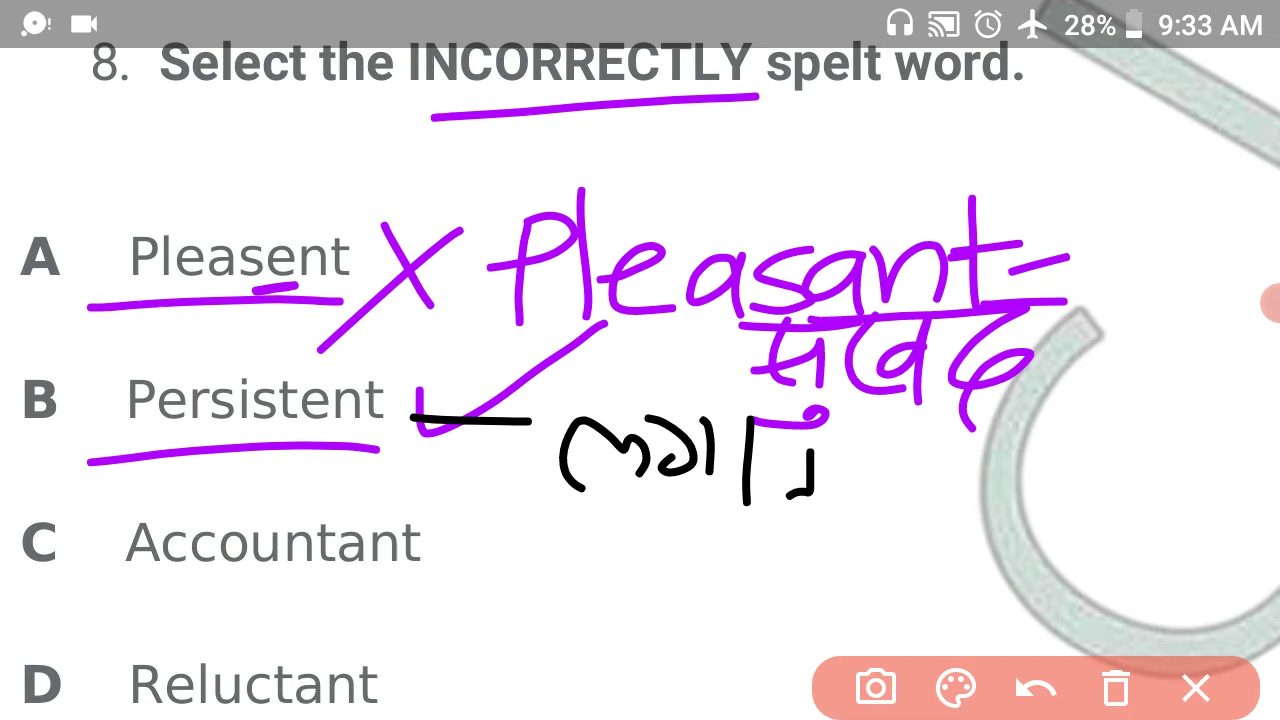 28% 9:33 AM
8. Select the INCORRECTLY spelt word.
A Pleasent × Pleasant =
B Persistent
C Accountant
D Reluctant